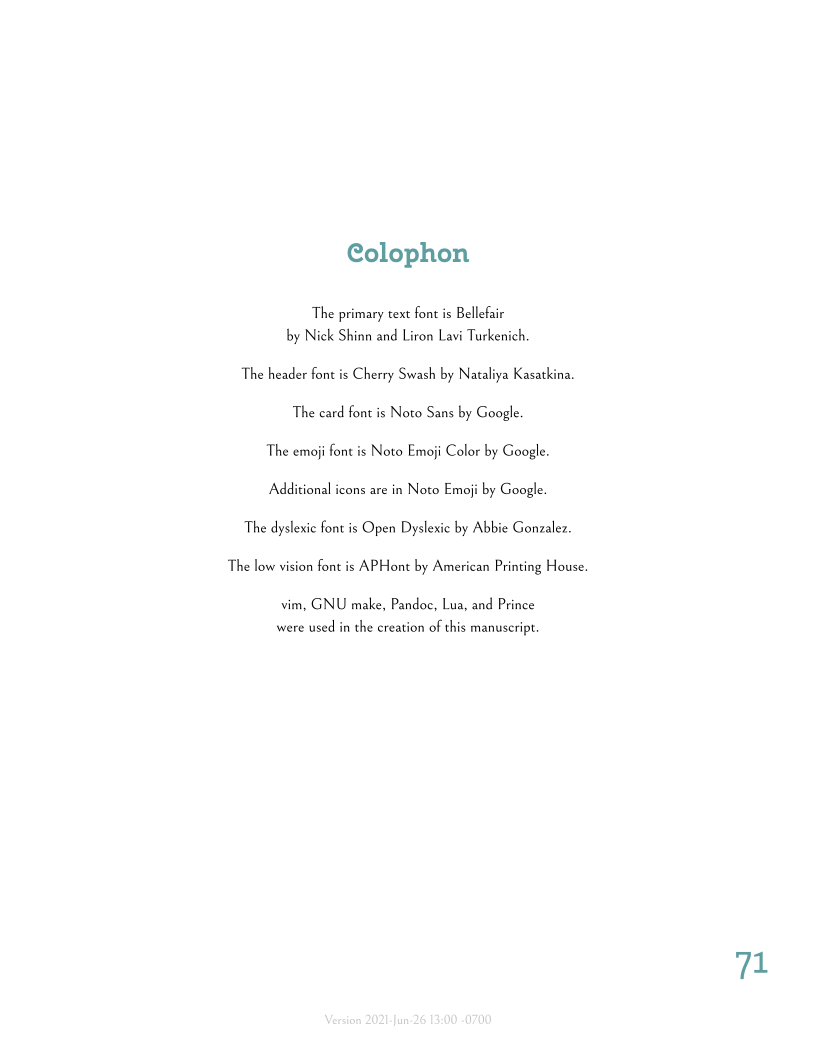 Colophon
The primary text font is Bellefair
by Nick Shinn and Liron Lavi Turkenich.
The header font is Cherry Swash by Nataliya Kasatkina.
The card font is Noto Sans by Google.
The emoji font is Noto Emoji Color by Google.
Additional icons are in Noto Emoji by Google.
The dyslexic font is Open Dyslexic by Abbie Gonzalez.
The low vision font is APHont by American Printing House.
vim, GNU make, Pandoc, Lua, and Prince
were used in the creation of this manuscript.
71
Version 2021-Jun-26 13:00 -0700